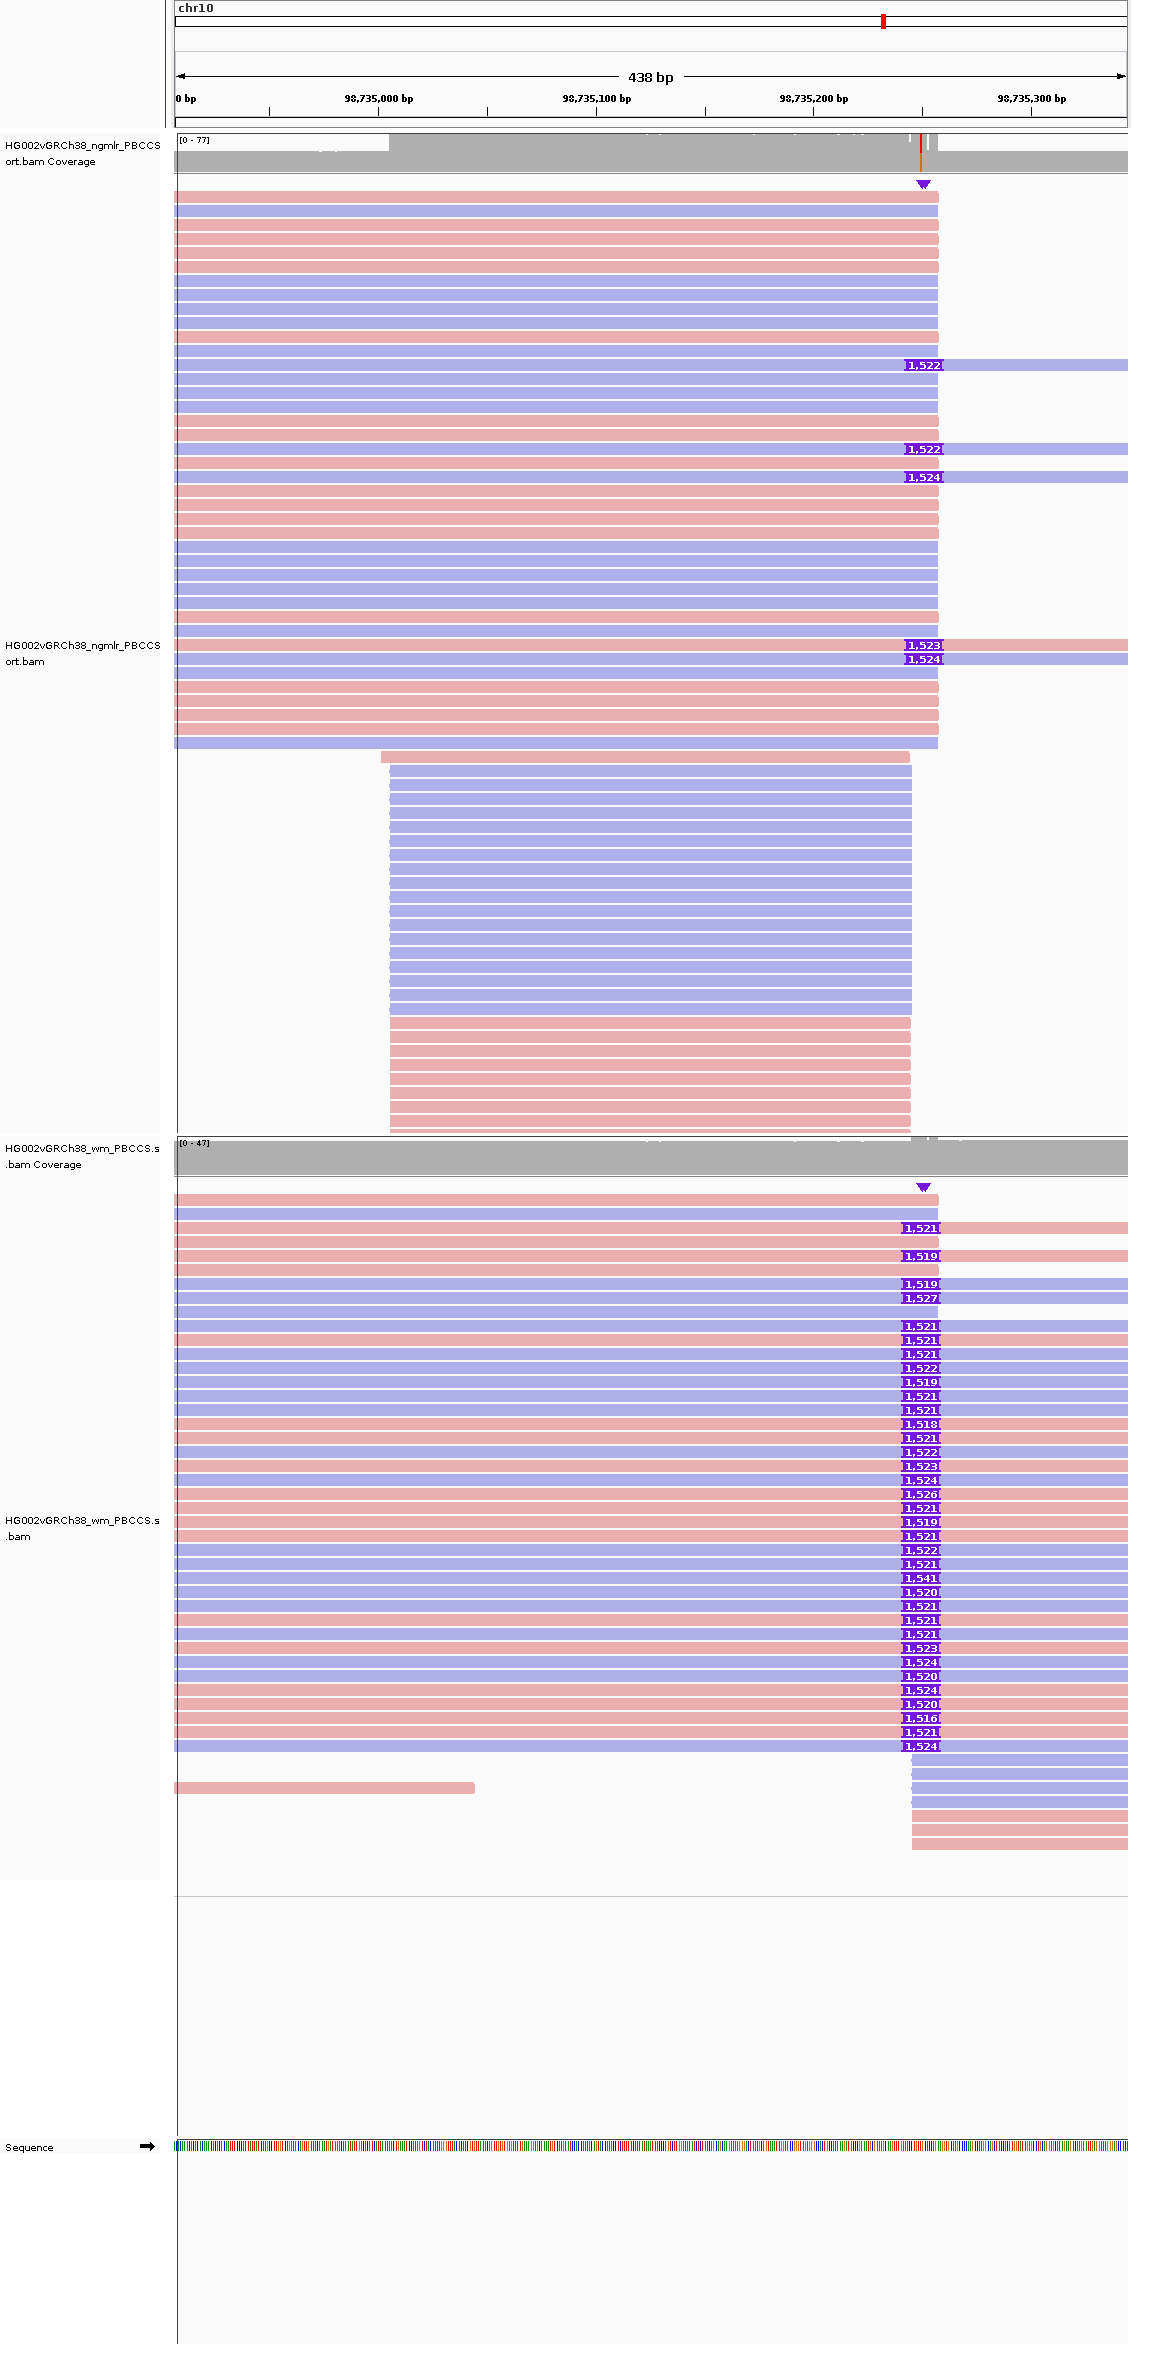 chr10
438 bp
0 bp 98,735,000 bp 98,735,100 bp 98,735,200 bp 98,735,300 bp
HG002vGRCh38_ngmlr_PBCCS
ort.bam Coverage
[0 - 77]
1,522
1,522
1,524
HG002vGRCh38_ngmlr_PBCCS
ort.bam
1,523
1,524
HG002vGRCh38_wm_PBCCS.s
.bam Coverage
[0 - 47]
1,521
1,519
1,519
1,527
1,521
1,521
1,521
1,522
1,519
1,521
1,521
1,518
1,521
1,522
1,523
1,524
1,526
1,521
HG002vGRCh38_wm_PBCCS.s
.bam
1,519
1,521
1,522
1,521
1,541
1,520
1,521
1,521
1,521
1,523
1,524
1,520
1,524
1,520
1,516
1,521
1,524
Sequence